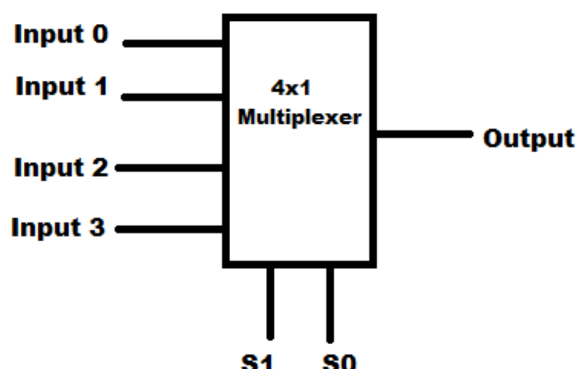 Input 0
Input 1
4x1
Multiplexer
Output
Input 2
Input 3
S1 S0